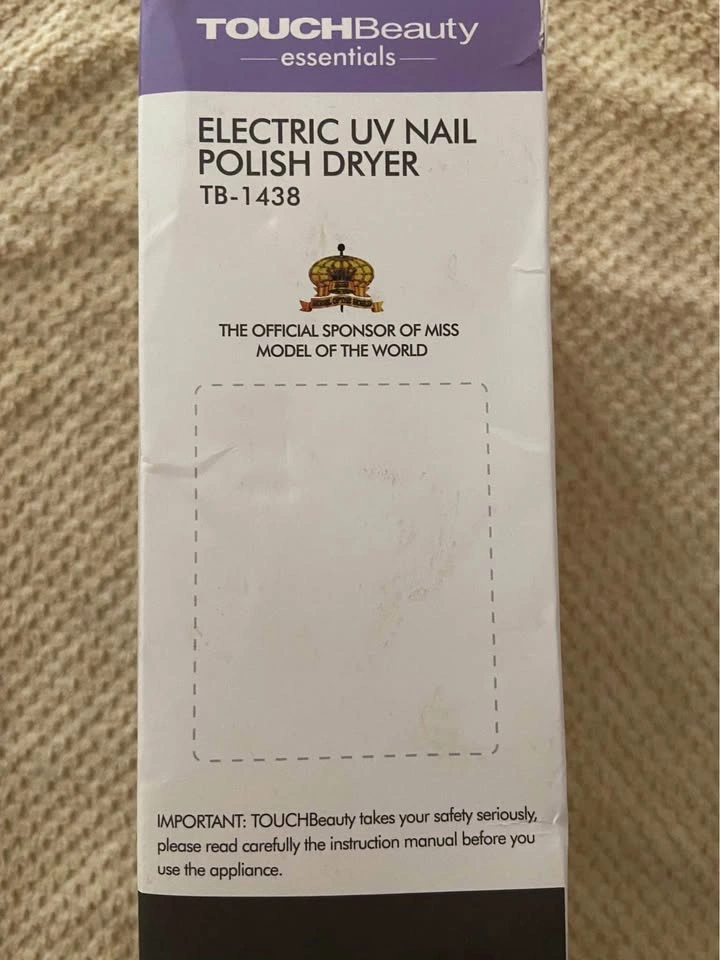 TOUCHBeauty
essentials
ELECTRIC UV NAIL
POLISH DRYER
TB-1438
THE OFFICIAL SPONSOR OF MISS
MODEL OF THE WORLD
IMPORTANT: TOUCHBeauty takes your safety seriously,
please read carefully the instruction manual before you
use the appliance.